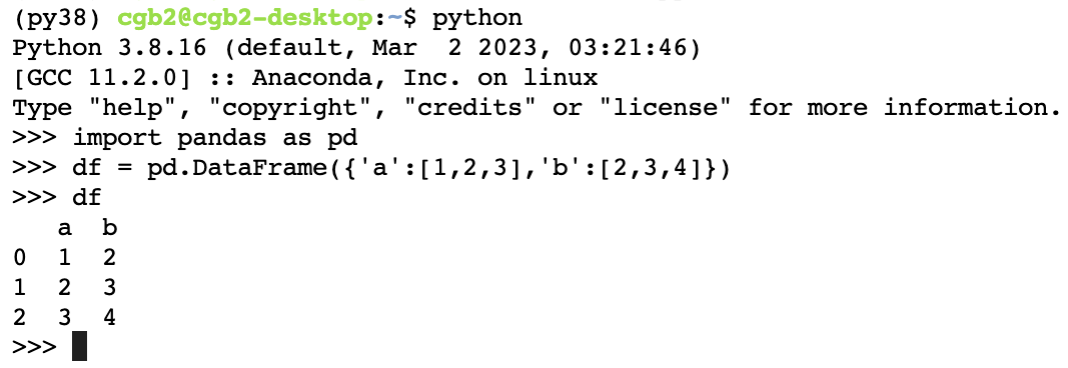 (py38) cgb2@cgb2-desktop:~$ python
Python 3.8.16 (default, Mar  2 2023, 03:21:46)
[GCC 11.2.0] :: Anaconda, Inc. on linux
Type "help", "copyright", "credits" or "license" for more information.
>>> import pandas as pd
>>> df = pd.DataFrame({'a':[1,2,3],'b':[2,3,4]})
>>> df
   a  b
0  1  2
1  2  3
2  3  4
>>>